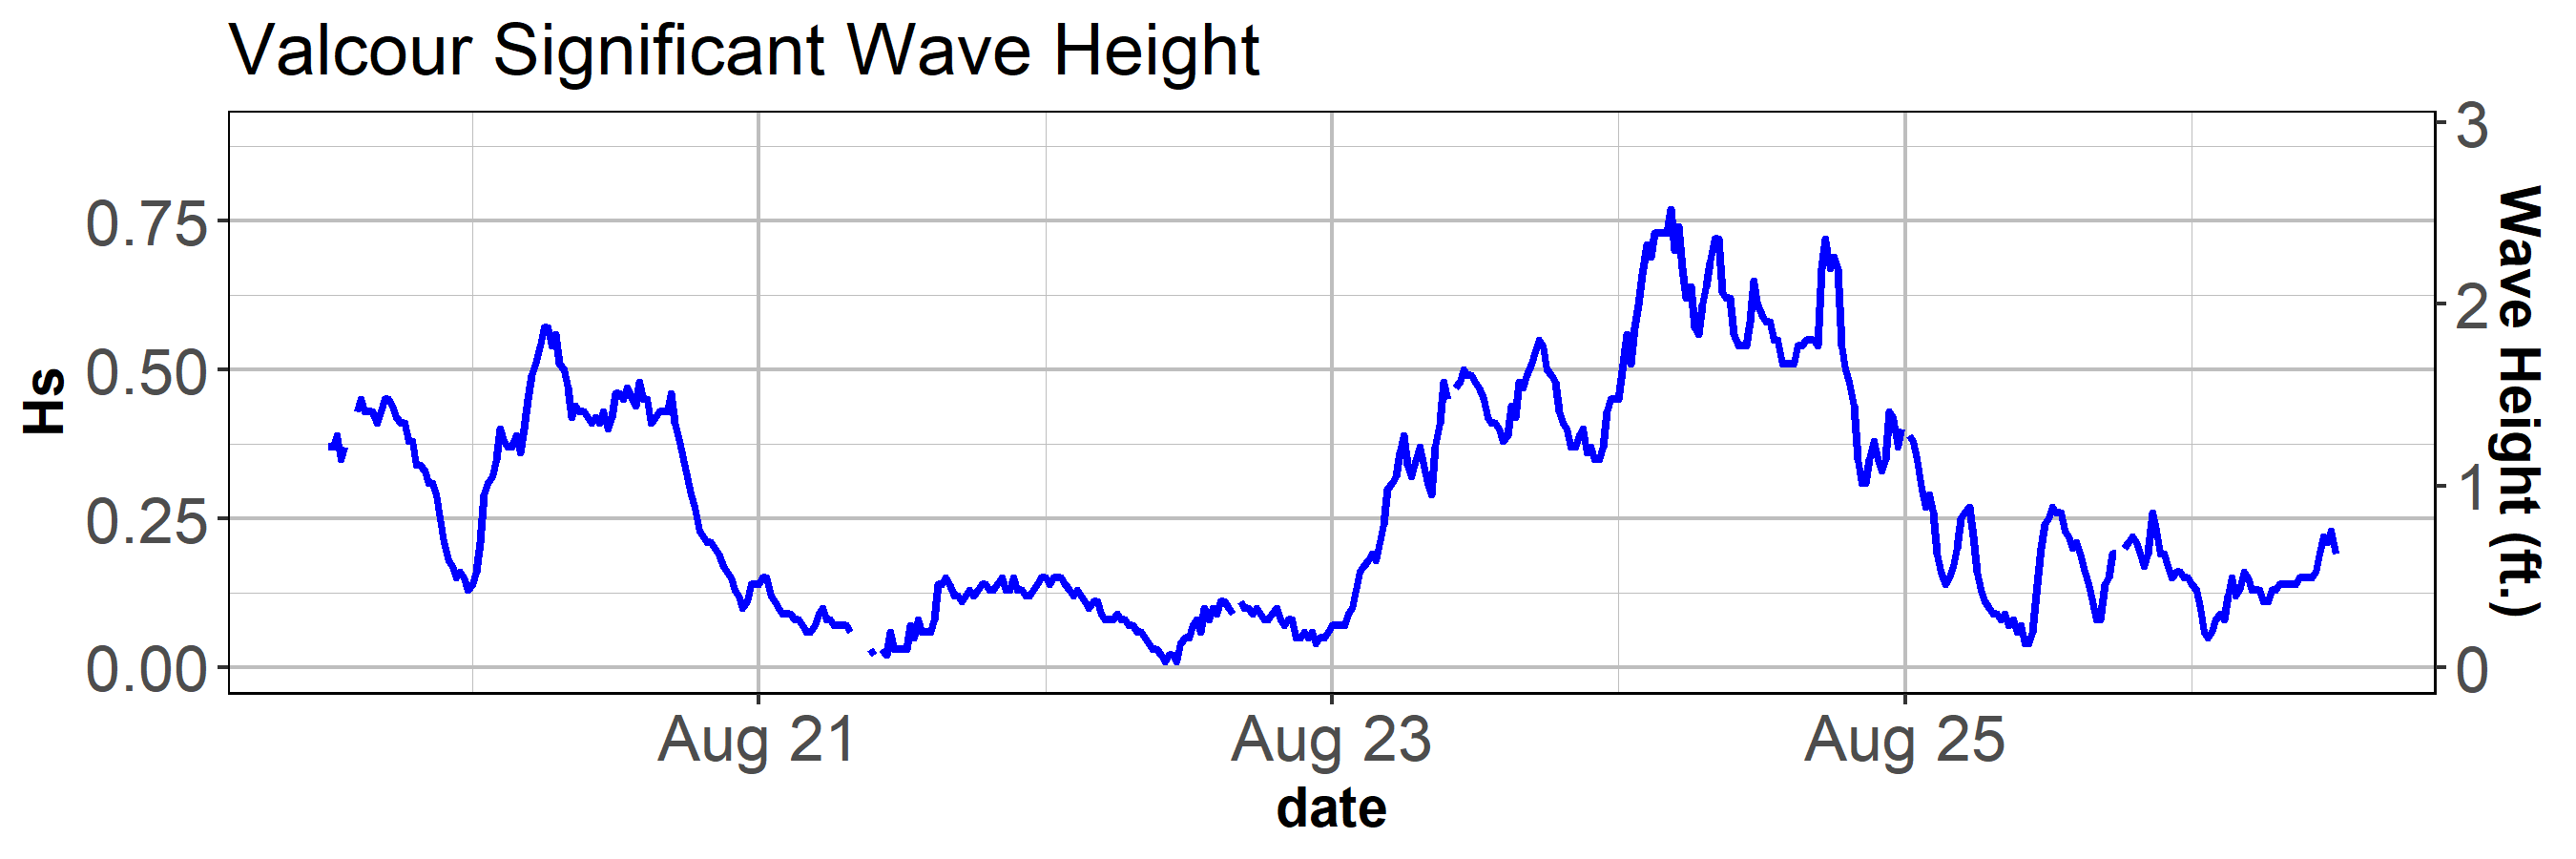 Valcour Significant Wave Height
Hs
0.75
0.50
0.25
0.00
3
2
1
0
Wave Height (ft.)
Aug 21
Aug 23
Aug 25
date